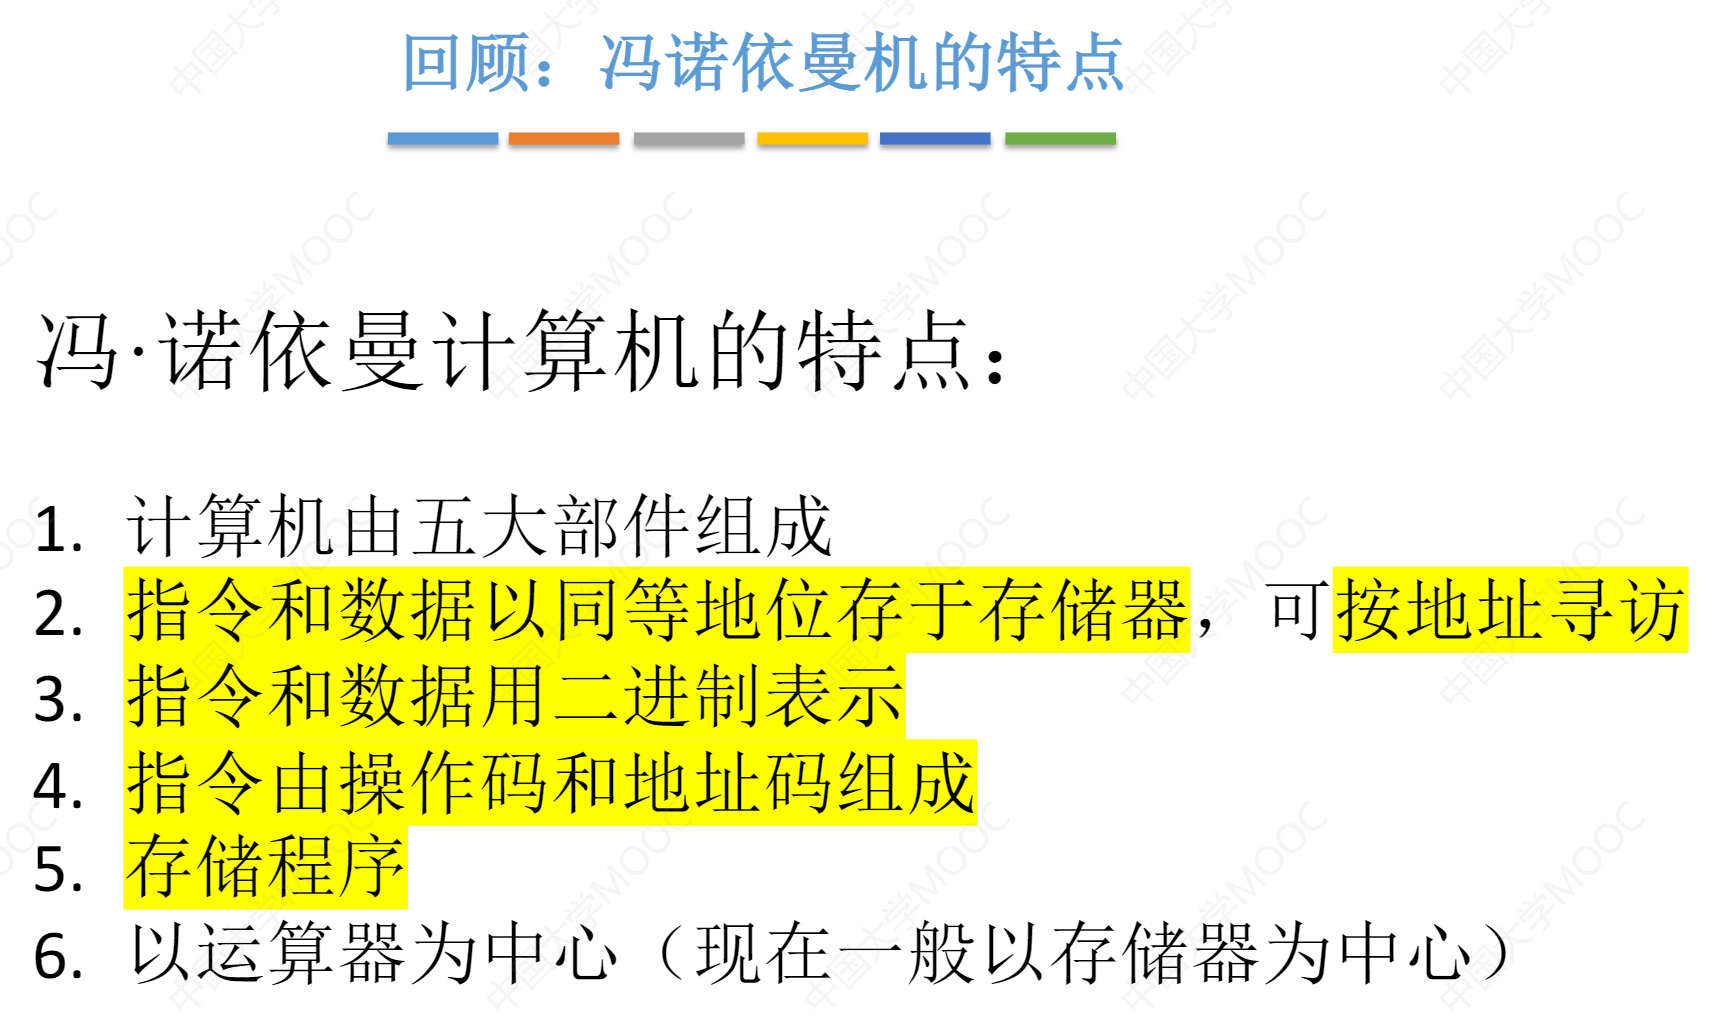 回顾：冯诺依曼机的特点
冯·诺依曼计算机的特点：
1. 计算机由五大部件组成
2. 指令和数据以同等地位存于存储器，可按地址寻访
3. 指令和数据用二进制表示
4. 指令由操作码和地址码组成
5. 存储程序
6. 以运算器为中心（现在一般以存储器为中心）
中国大学MOOC